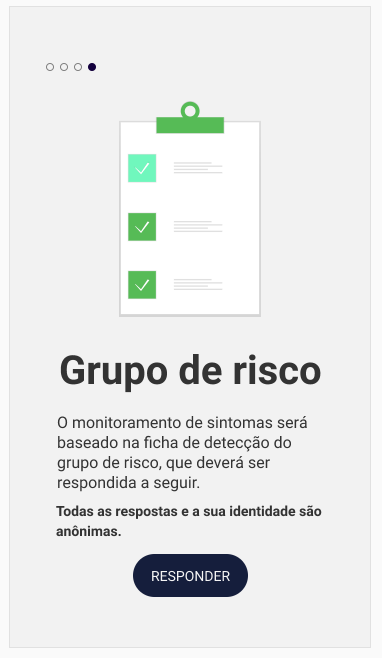 Grupo de risco
O monitoramento de sintomas será
baseado na ficha de detecção do
grupo de risco, que deverá ser
respondida a seguir.
Todas as respostas e a sua identidade são
anônimas.
RESPONDER